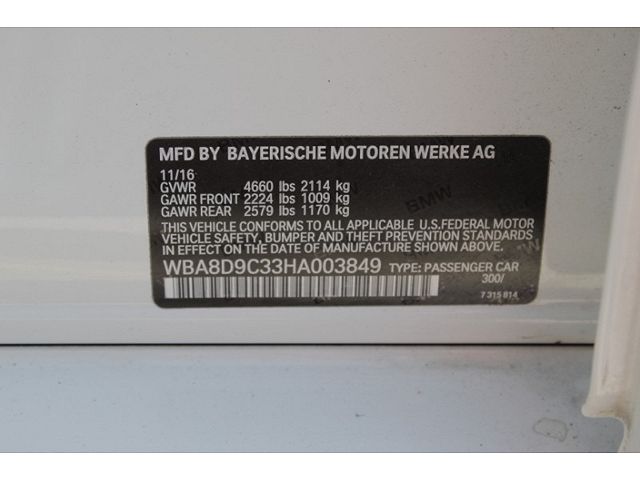 MFD BY BAYERISCHE MOTOREN WERKE AG
11/16
GVWR 4660 lbs 2114 kg
GAWR FRONT 2224 lbs 1009 kg
GAWR REAR 2579 lbs 1170 kg
THIS VEHICLE CONFORMS TO ALL APPLICABLE U.S.FEDERAL MOTOR
VEHICLE SAFETY, BUMPER AND THEFT PREVENTION STANDARDS
IN EFFECT ON THE DATE OF MANUFACTURE SHOWN ABOVE.
WBA8D9C33HA003849 TYPE: PASSENGER CAR
300/
7 315 814
BMW